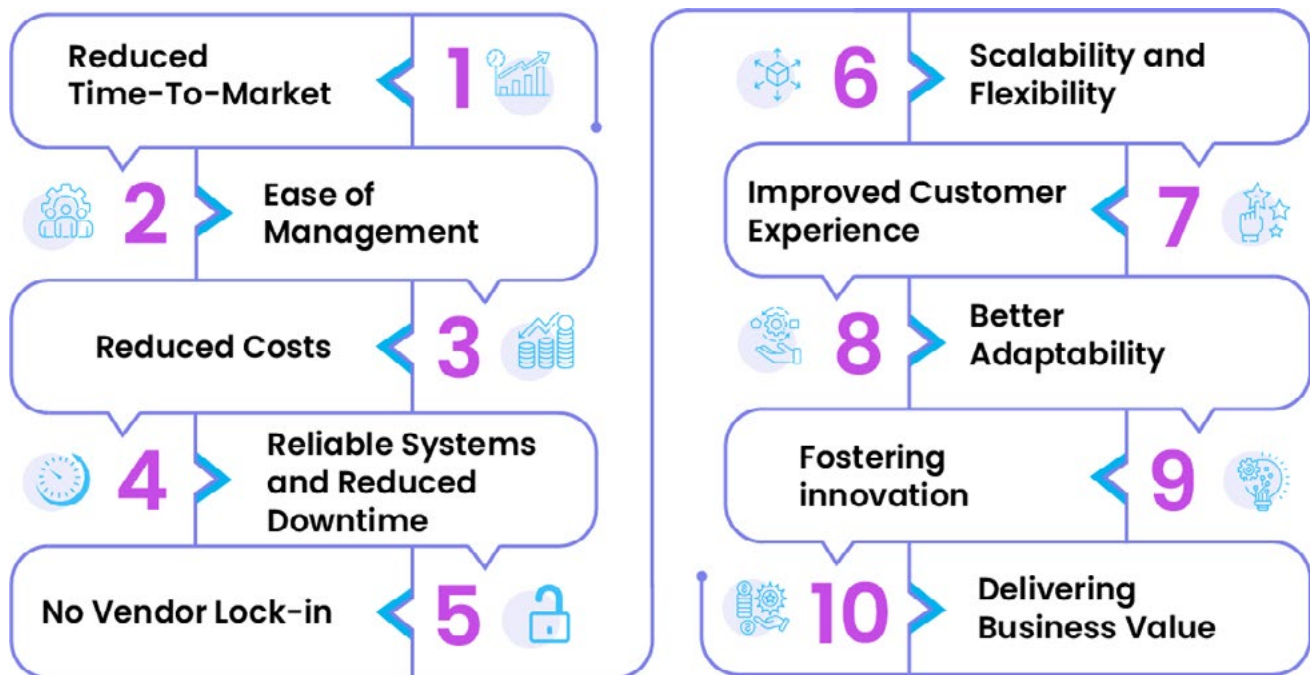 1
Reduced
Time-To-Market
2
Ease of
Management
3
Reduced Costs
4
Reliable Systems
and Reduced
Downtime
5
No Vendor Lock-in
6
Scalability and
Flexibility
7
Improved Customer
Experience
8
Better
Adaptability
9
Fostering
innovation
10
Delivering
Business Value